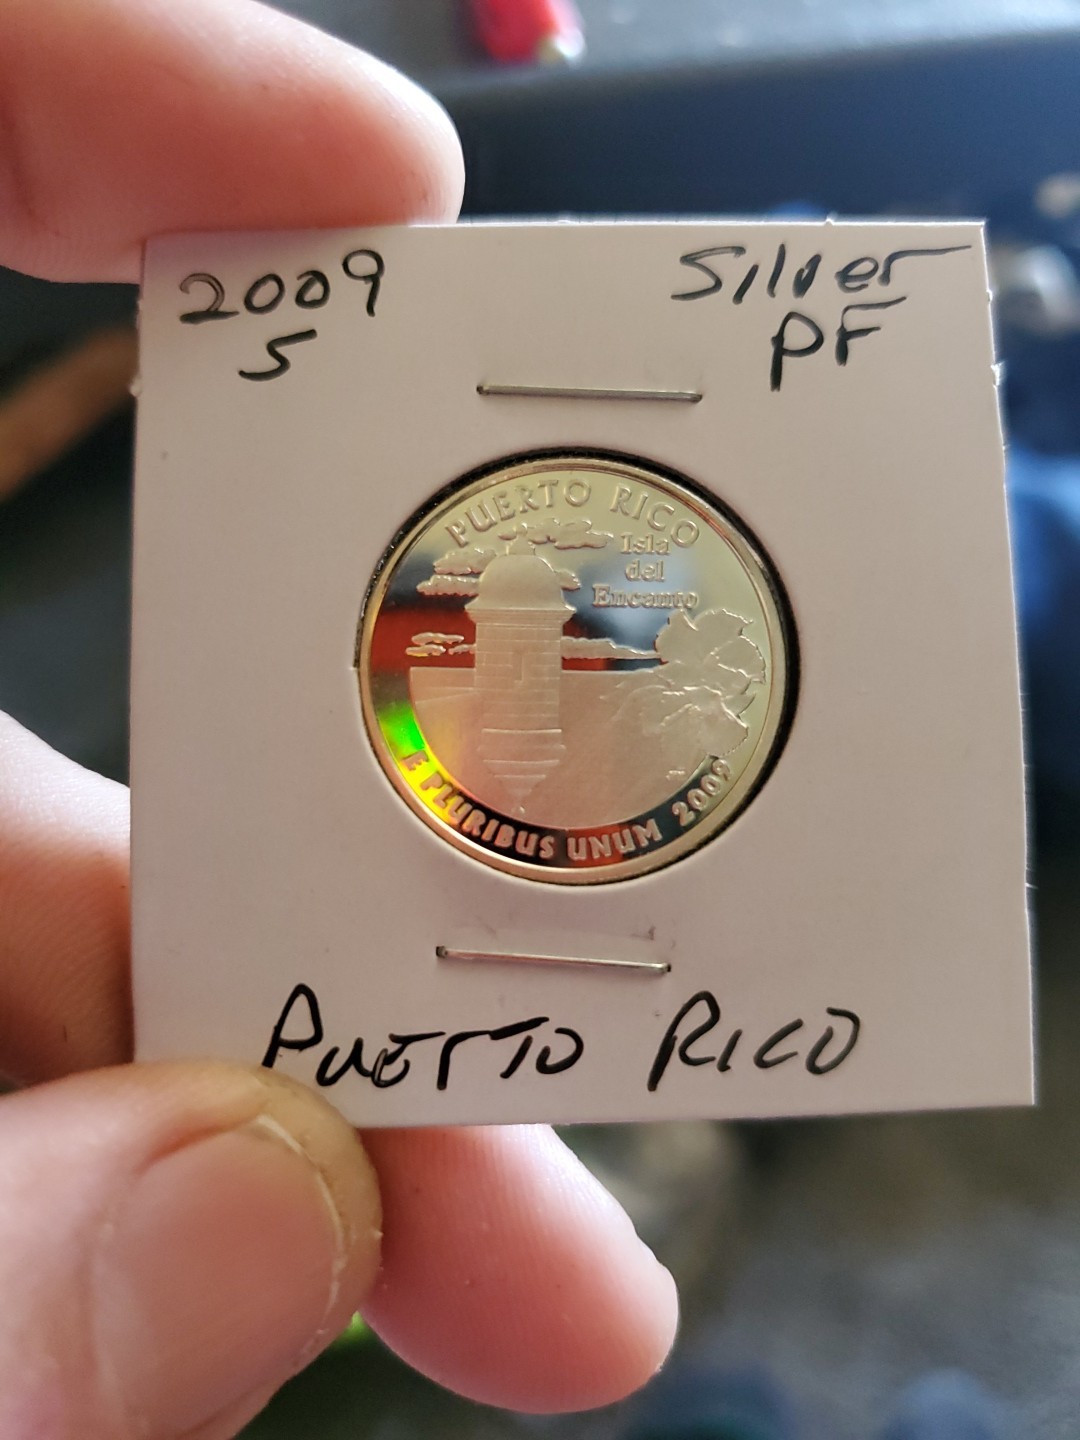 2009
S
Silver
PF
PUERTO RICO
Isla
del
Encanto
E PLURIBUS UNUM 2009
PUERTO RICO